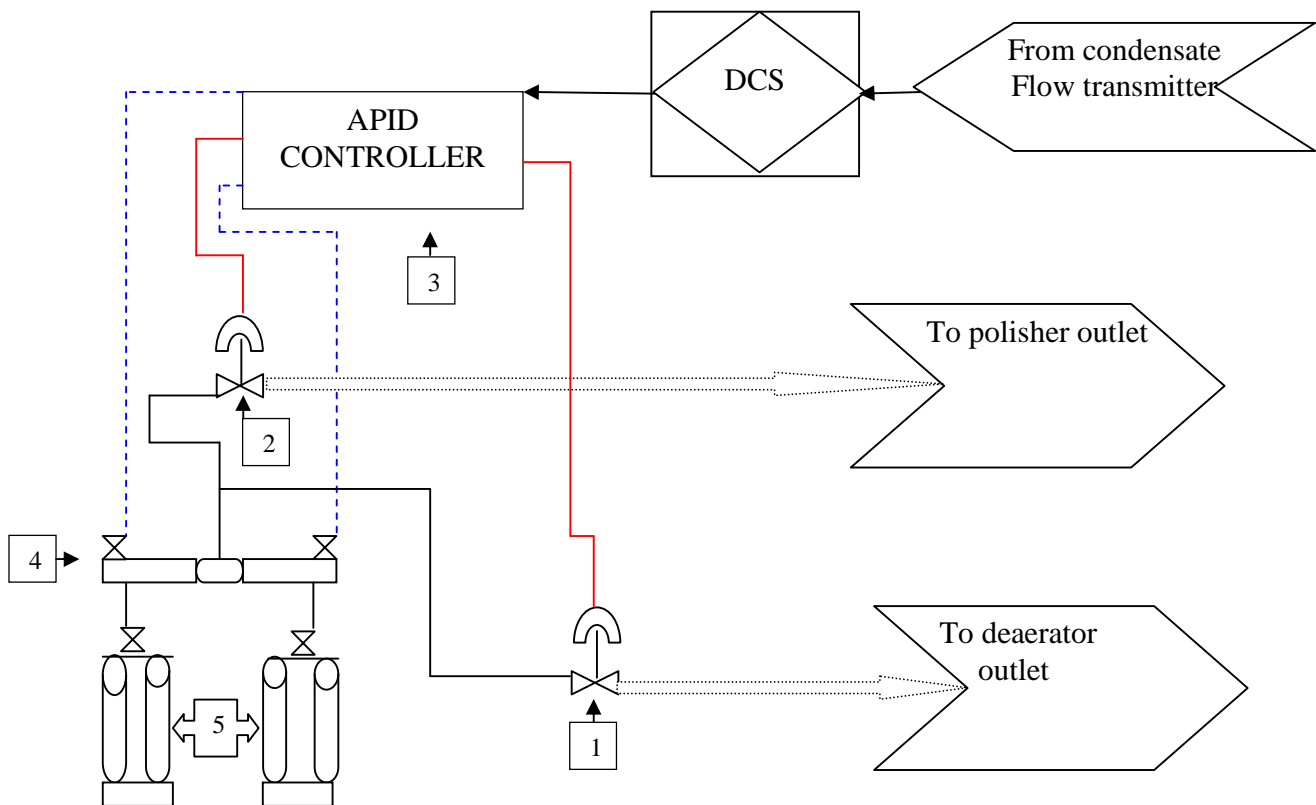 From condensate
Flow transmitter
DCS
APID
CONTROLLER
3
To polisher outlet
2
4
To deaerator
outlet
5
1